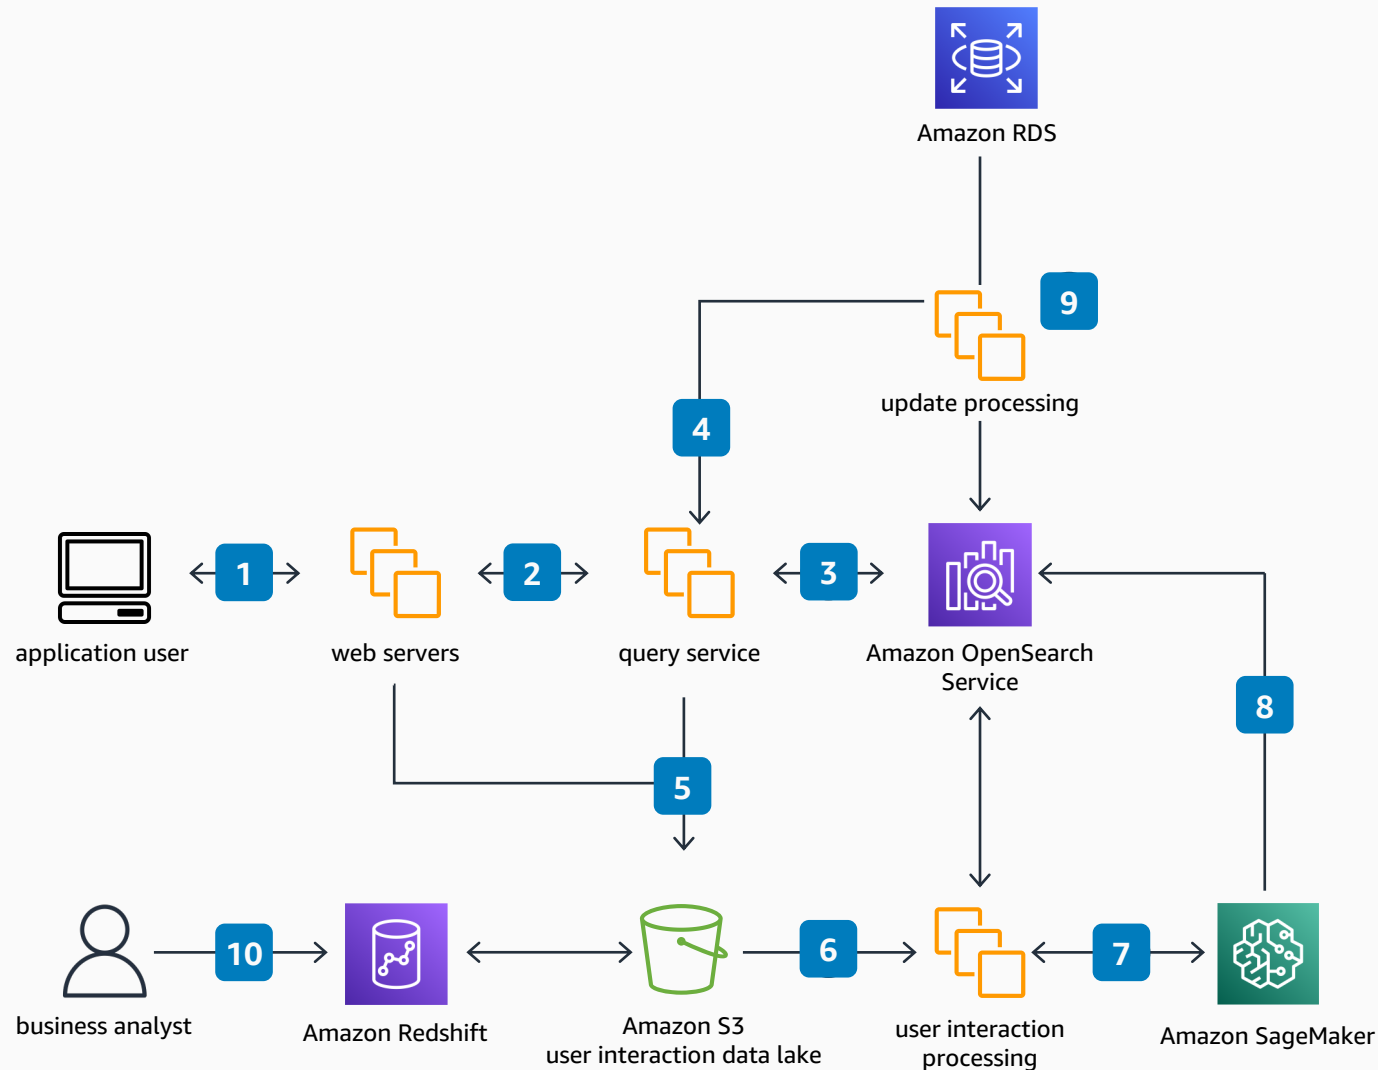 Amazon RDS
9
update processing
4
1
2
3
application user
web servers
query service
Amazon OpenSearch
Service
8
5
10
6
7
business analyst
Amazon Redshift
Amazon S3
user interaction data lake
user interaction
processing
Amazon SageMaker